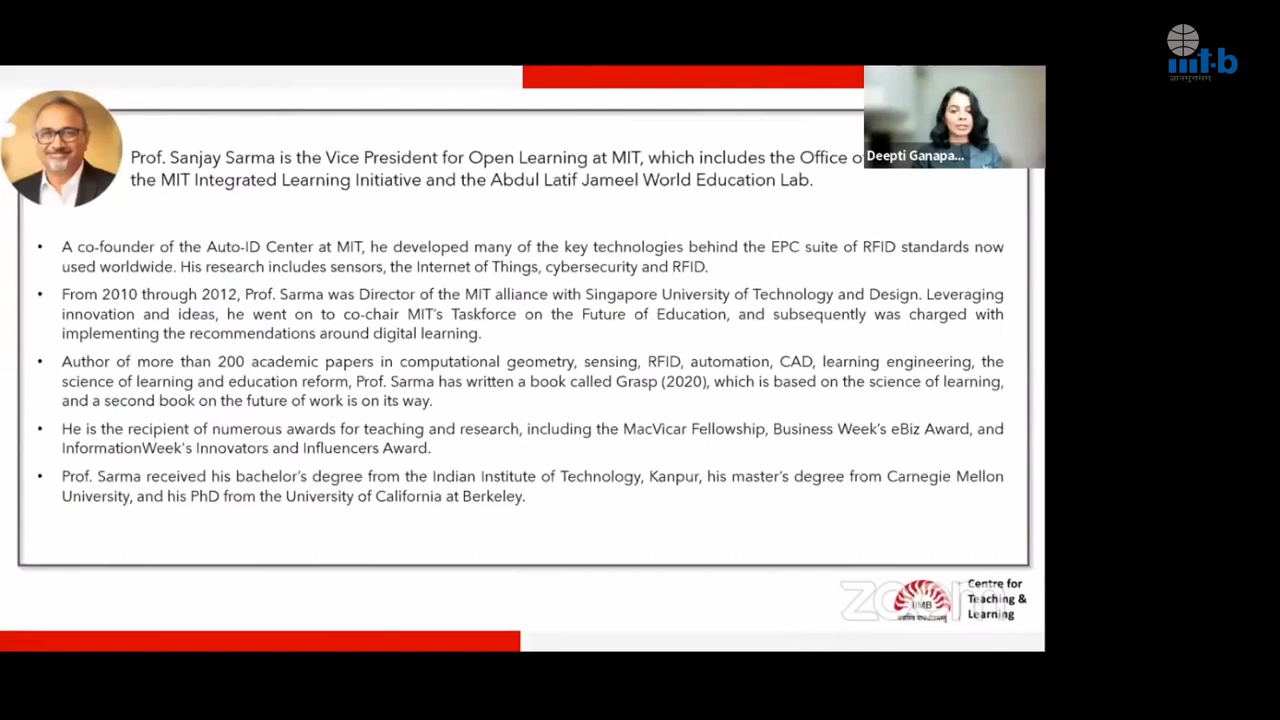 iiit-b
ज्ञानमुत्तमम्
Deepti Ganapa...
Prof. Sanjay Sarma is the Vice President for Open Learning at MIT, which includes the Office o
the MIT Integrated Learning Initiative and the Abdul Latif Jameel World Education Lab.
• A co-founder of the Auto-ID Center at MIT, he developed many of the key technologies behind the EPC suite of RFID standards now
used worldwide. His research includes sensors, the Internet of Things, cybersecurity and RFID.
• From 2010 through 2012, Prof. Sarma was Director of the MIT alliance with Singapore University of Technology and Design. Leveraging
innovation and ideas, he went on to co-chair MIT's Taskforce on the Future of Education, and subsequently was charged with
implementing the recommendations around digital learning.
• Author of more than 200 academic papers in computational geometry, sensing, RFID, automation, CAD, learning engineering, the
science of learning and education reform, Prof. Sarma has written a book called Grasp (2020), which is based on the science of learning,
and a second book on the future of work is on its way.
• He is the recipient of numerous awards for teaching and research, including the MacVicar Fellowship, Business Week's eBiz Award, and
InformationWeek's Innovators and Influencers Award.
• Prof. Sarma received his bachelor's degree from the Indian Institute of Technology, Kanpur, his master's degree from Carnegie Mellon
University, and his PhD from the University of California at Berkeley.
zoom
IIMB
Centre for
Teaching &
Learning